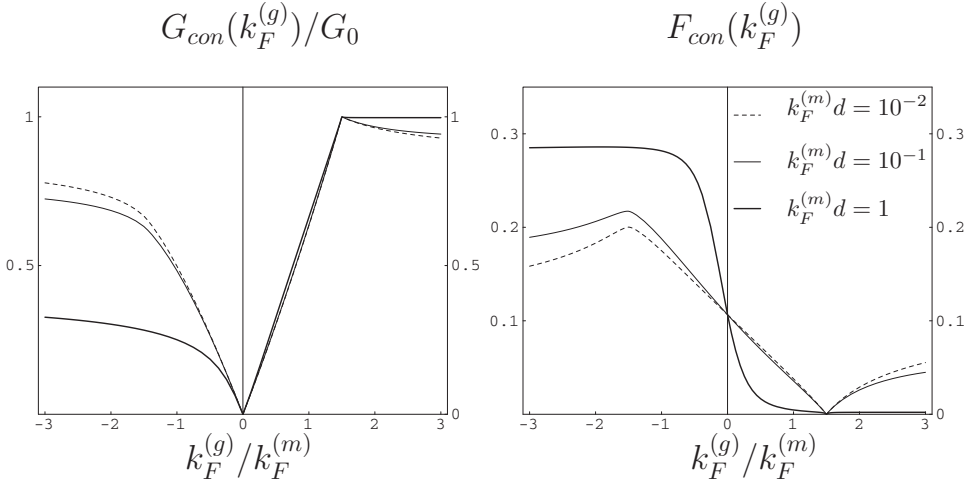 G_{con}(k_F^{(g)})/G_0
1
0.5
1
0.5
0
-3 -2 -1 0 1 2 3
k_F^{(g)}/k_F^{(m)}
F_{con}(k_F^{(g)})
0.3
0.2
0.1
k_F^{(m)}d = 10^{-2}
k_F^{(m)}d = 10^{-1}
k_F^{(m)}d = 1
0.3
0.2
0.1
0
-3 -2 -1 0 1 2 3
k_F^{(g)}/k_F^{(m)}